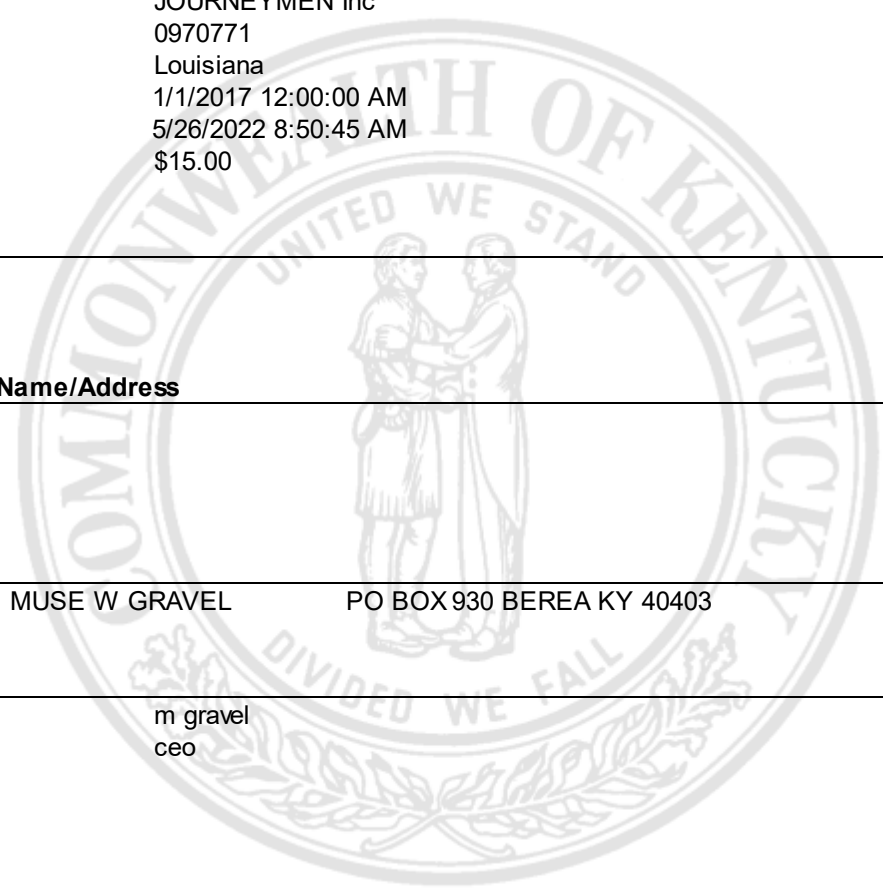 JOURNEYMEN Inc
0970771
Louisiana
1/1/2017 12:00:00 AM
5/26/2022 8:50:45 AM
$15.00
COMMONWEALTH OF KENTUCKY
UNITED WE STAND
Name/Address
MUSE W GRAVEL PO BOX 930 BEREA KY 40403
DIVIDED WE FALL
m gravel
ceo